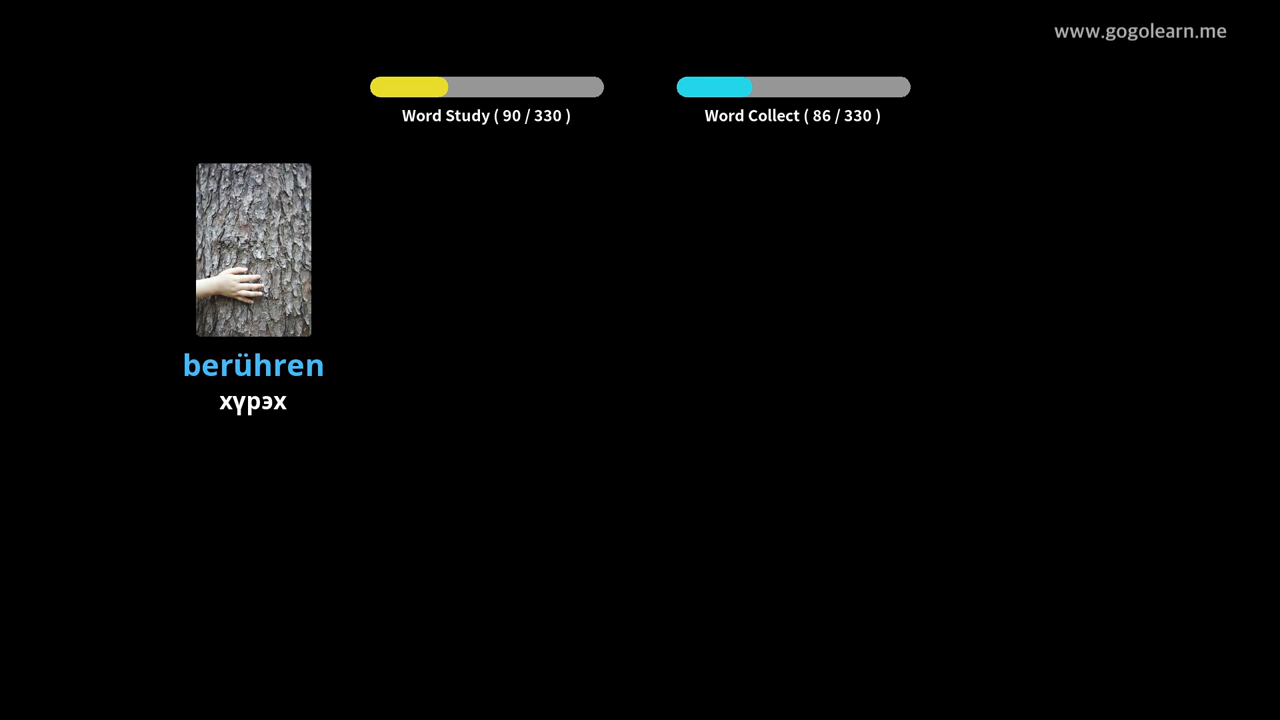 www.gogolearn.me
Word Study ( 90 / 330 )
Word Collect ( 86 / 330 )
berühren
хүрэх